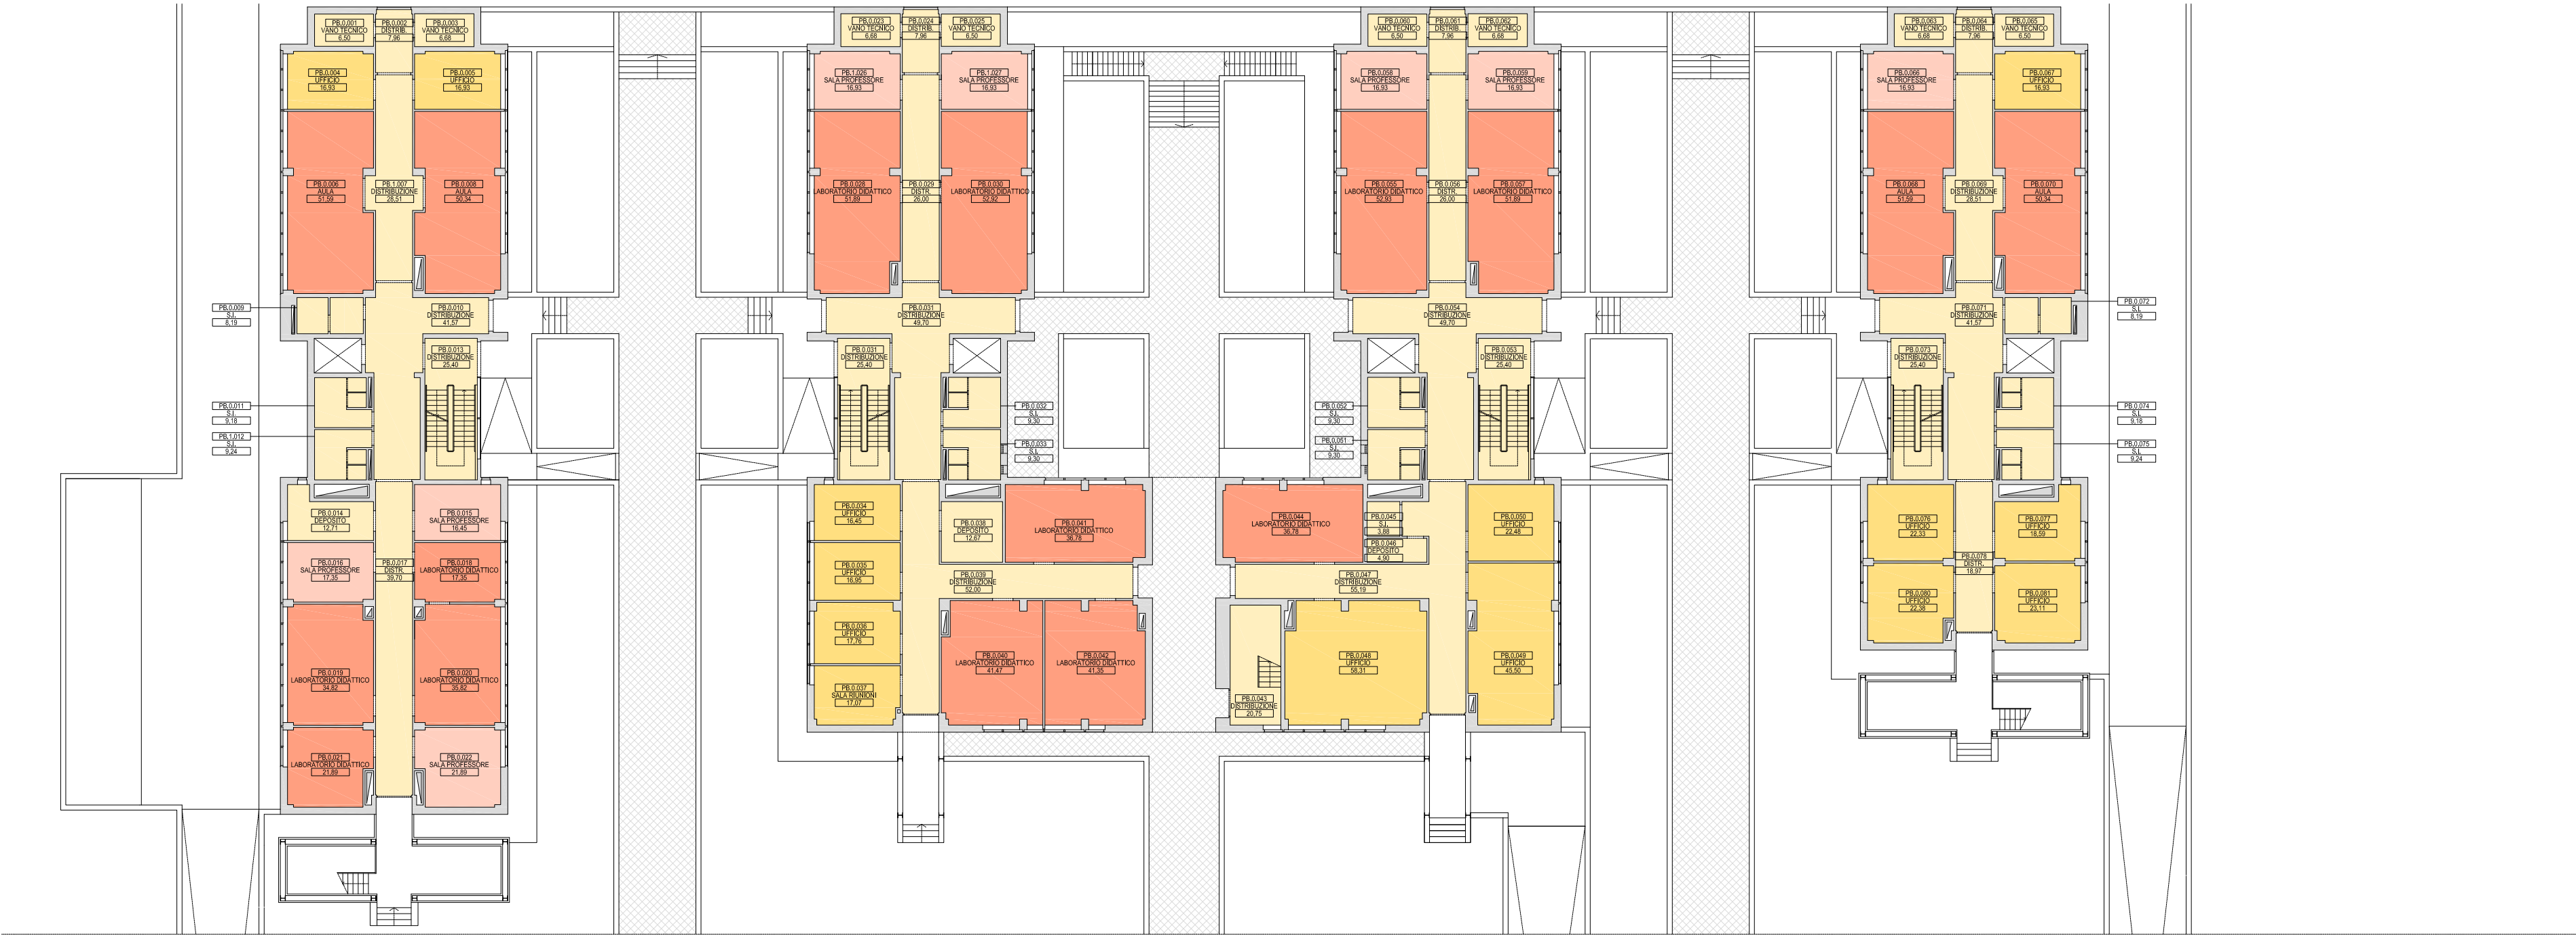 PB.0.001
VANO TECNICO
6,50
PB.0.002
DISTRIB.
7,96
PB.0.003
VANO TECNICO
6,68
PB.0.023
VANO TECNICO
6,68
PB.0.024
DISTRIB.
7,96
PB.0.025
VANO TECNICO
6,50
PB.0.060
VANO TECNICO
6,50
PB.0.061
DISTRIB.
7,96
PB.0.062
VANO TECNICO
6,68
PB.0.063
VANO TECNICO
6,68
PB.0.064
DISTRIB.
7,96
PB.0.065
VANO TECNICO
6,50
PB.0.004
UFFICIO
16,93
PB.0.005
UFFICIO
16,93
PB.1.026
SALA PROFESSORE
16,93
PB.1.027
SALA PROFESSORE
16,93
PB.0.058
SALA PROFESSORE
16,93
PB.0.059
SALA PROFESSORE
16,93
PB.0.066
SALA PROFESSORE
16,93
PB.0.067
UFFICIO
16,93
PB.0.006
AULA
51,59
PB.1.007
DISTRIBUZIONE
28,51
PB.0.008
AULA
50,34
PB.0.028
LABORATORIO DIDATTICO
51,89
PB.0.029
DISTR.
26,00
PB.0.030
LABORATORIO DIDATTICO
52,92
PB.0.055
LABORATORIO DIDATTICO
52,93
PB.0.056
DISTR.
26,00
PB.0.057
LABORATORIO DIDATTICO
51,89
PB.0.068
AULA
51,59
PB.0.069
DISTRIBUZIONE
28,51
PB.0.070
AULA
50,34
PB.0.009
S.I.
8,19
PB.0.010
DISTRIBUZIONE
41,57
PB.0.031
DISTRIBUZIONE
49,70
PB.0.054
DISTRIBUZIONE
49,70
PB.0.071
DISTRIBUZIONE
41,57
PB.0.072
S.I.
8,19
PB.0.013
DISTRIBUZIONE
25,40
PB.0.031
DISTRIBUZIONE
25,40
PB.0.053
DISTRIBUZIONE
25,40
PB.0.073
DISTRIBUZIONE
25,40
PB.0.011
S.I.
9,18
PB.1.012
S.I.
9,24
PB.0.032
S.I.
9,30
PB.0.033
S.I.
9,30
PB.0.052
S.I.
9,30
PB.0.051
S.I.
9,30
PB.0.074
S.I.
9,18
PB.0.075
S.I.
9,24
PB.0.014
DEPOSITO
12,71
PB.0.015
SALA PROFESSORE
16,45
PB.0.034
UFFICIO
16,45
PB.0.038
DEPOSITO
12,67
PB.0.041
LABORATORIO DIDATTICO
36,78
PB.0.044
LABORATORIO DIDATTICO
36,78
PB.0.045
S.I.
3,88
PB.0.046
DEPOSITO
4,90
PB.0.050
UFFICIO
22,48
PB.0.076
UFFICIO
22,33
PB.0.077
UFFICIO
18,59
PB.0.016
SALA PROFESSORE
17,35
PB.0.017
DISTR.
39,70
PB.0.018
LABORATORIO DIDATTICO
17,35
PB.0.035
UFFICIO
16,95
PB.0.039
DISTRIBUZIONE
52,00
PB.0.047
DISTRIBUZIONE
55,19
PB.0.078
DISTR.
18,97
PB.0.080
UFFICIO
22,38
PB.0.081
UFFICIO
23,11
PB.0.036
UFFICIO
17,76
PB.0.019
LABORATORIO DIDATTICO
34,82
PB.0.020
LABORATORIO DIDATTICO
35,82
PB.0.037
SALA RIUNIONI
17,07
PB.0.040
LABORATORIO DIDATTICO
41,47
PB.0.042
LABORATORIO DIDATTICO
41,35
PB.0.043
DISTRIBUZIONE
20,75
PB.0.048
UFFICIO
58,31
PB.0.049
UFFICIO
45,50
PB.0.021
LABORATORIO DIDATTICO
21,89
PB.0.022
SALA PROFESSORE
21,89